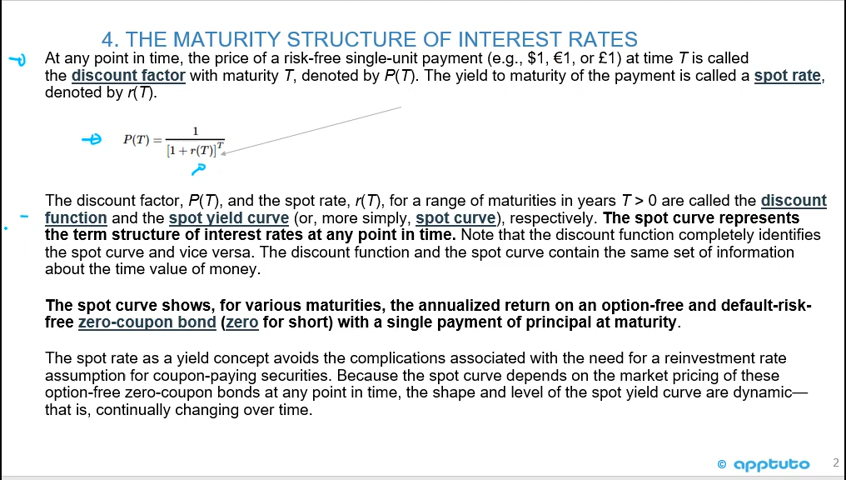 4. THE MATURITY STRUCTURE OF INTEREST RATES
At any point in time, the price of a risk-free single-unit payment (e.g., $1, €1, or £1) at time T is called
the discount factor with maturity T, denoted by P(T). The yield to maturity of the payment is called a spot rate,
denoted by r(T).
P(T) = 1 / [1 + r(T)]^T
The discount factor, P(T), and the spot rate, r(T), for a range of maturities in years T > 0 are called the discount
function and the spot yield curve (or, more simply, spot curve), respectively. The spot curve represents
the term structure of interest rates at any point in time. Note that the discount function completely identifies
the spot curve and vice versa. The discount function and the spot curve contain the same set of information
about the time value of money.
The spot curve shows, for various maturities, the annualized return on an option-free and default-risk-
free zero-coupon bond (zero for short) with a single payment of principal at maturity.
The spot rate as a yield concept avoids the complications associated with the need for a reinvestment rate
assumption for coupon-paying securities. Because the spot curve depends on the market pricing of these
option-free zero-coupon bonds at any point in time, the shape and level of the spot yield curve are dynamic—
that is, continually changing over time.
© apptuto 2